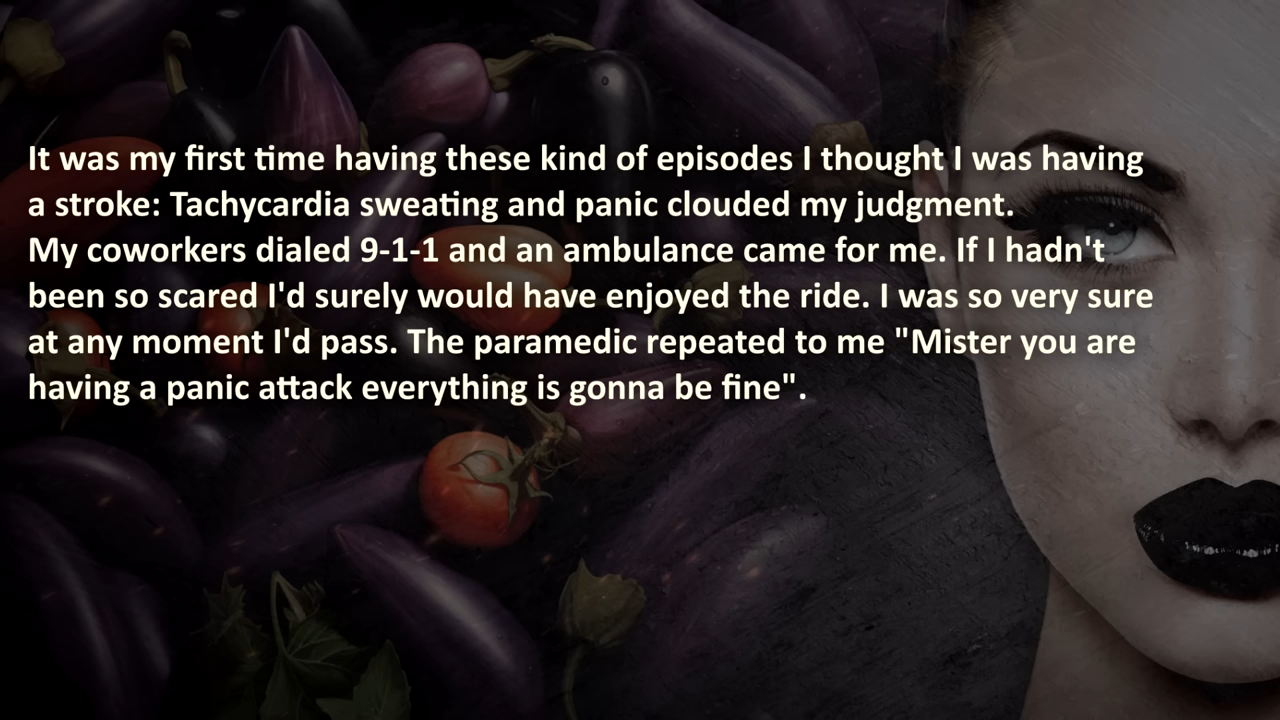 It was my first time having these kind of episodes I thought I was having
a stroke: Tachycardia sweating and panic clouded my judgment.
My coworkers dialed 9-1-1 and an ambulance came for me. If I hadn't
been so scared I'd surely would have enjoyed the ride. I was so very sure
at any moment I'd pass. The paramedic repeated to me "Mister you are
having a panic attack everything is gonna be fine".